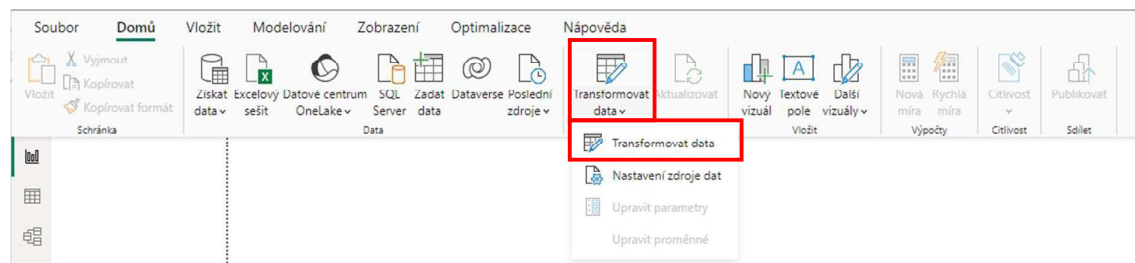 Soubor Domů Vložit Modelování Zobrazení Optimalizace Nápověda
Vložit
Vyjmout
Kopírovat
Kopírovat formát
Schránka
Získat data
Excelový sešit
Datové centrum OneLake
SQL Server
Zadat data
Dataverse
Poslední zdroje
Data
Transformovat data
Aktualizovat
Nový vizuál
Textové pole
Další vizuály
Vložit
Nová míra
Rychlá míra
Výpočty
Citlivost
Citlivost
Publikovat
Sdílet
Transformovat data
Nastavení zdroje dat
Upravit parametry
Upravit proměnné